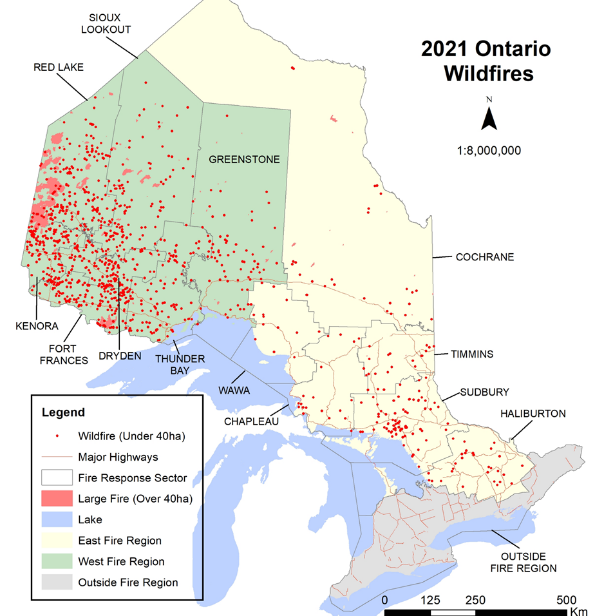 2021 Ontario
Wildfires
N
1:8,000,000
SIOUX
LOOKOUT
RED LAKE
GREENSTONE
COCHRANE
KENORA
FORT
FRANCES
DRYDEN
THUNDER
BAY
TIMMINS
WAWA
SUDBURY
CHAPLEAU
HALIBURTON
OUTSIDE
FIRE REGION
Legend
Wildfire (Under 40ha)
Major Highways
Fire Response Sector
Large Fire (Over 40ha)
Lake
East Fire Region
West Fire Region
Outside Fire Region
0 125 250 500
Km